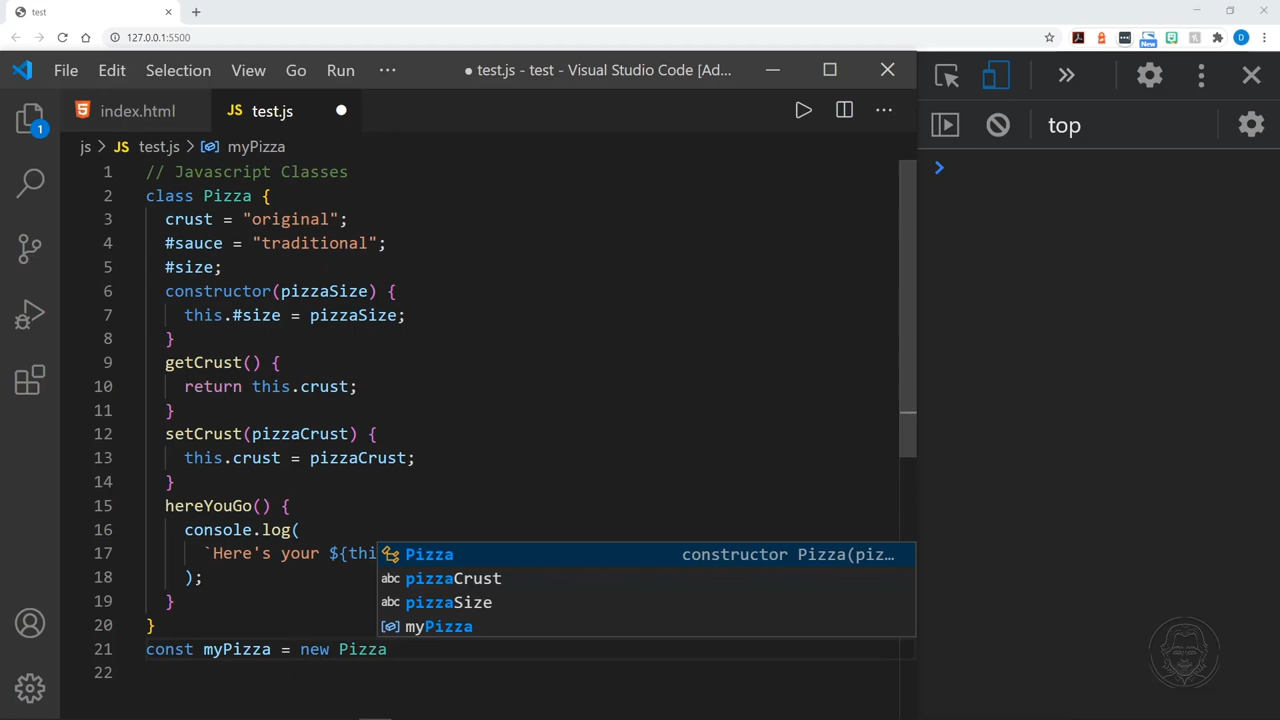 test
127.0.0.1:5500
New
D
File Edit Selection View Go Run ··· ● test.js - test - Visual Studio Code [Ad...
index.html
JS test.js
top
1
js > JS test.js > myPizza
1 // Javascript Classes
2 class Pizza {
3 crust = "original";
4 #sauce = "traditional";
5 #size;
6 constructor(pizzaSize) {
7 this.#size = pizzaSize;
8 }
9 getCrust() {
10 return this.crust;
11 }
12 setCrust(pizzaCrust) {
13 this.crust = pizzaCrust;
14 }
15 hereYouGo() {
16 console.log(
17 `Here's your ${thi
18 );
19 }
20 }
21 const myPizza = new Pizza
22
Pizza constructor Pizza(piz…
abc pizzaCrust
abc pizzaSize
myPizza